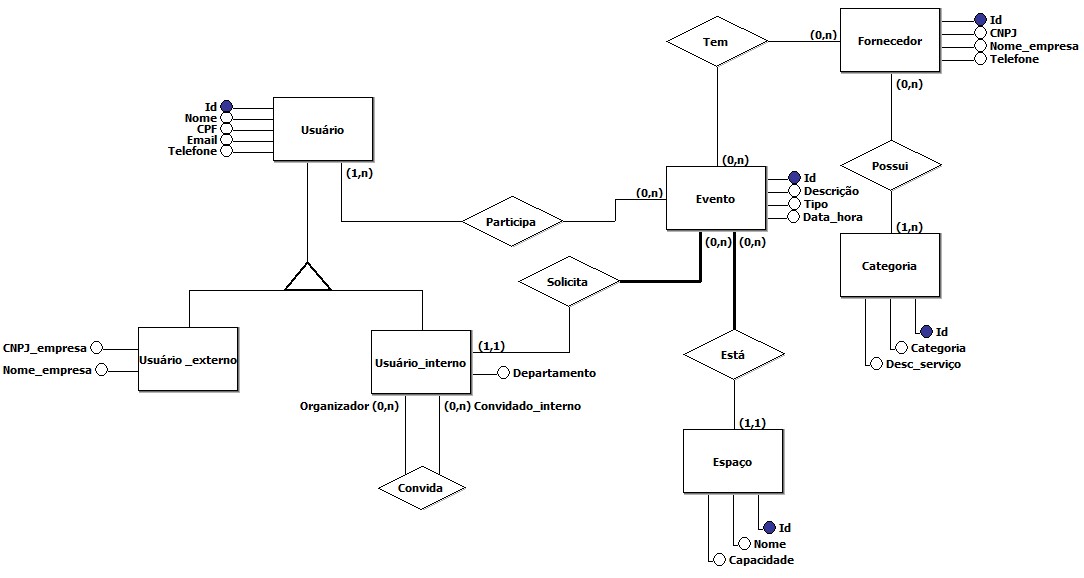 Tem
(0,n)
Fornecedor
Id
CNPJ
Nome_empresa
Telefone
(0,n)
Id
Nome
CPF
Email
Telefone
Usuário
(1,n)
Possui
(0,n)
(0,n)
Evento
Id
Descrição
Tipo
Data_hora
Participa
(0,n) (0,n)
(1,n)
Categoria
Solicita
Id
Categoria
Desc_serviço
CNPJ_empresa
Nome_empresa
Usuário _externo
Usuário_interno
(1,1)
Departamento
Está
Organizador (0,n)
(0,n) Convidado_interno
(1,1)
Espaço
Convida
Id
Nome
Capacidade